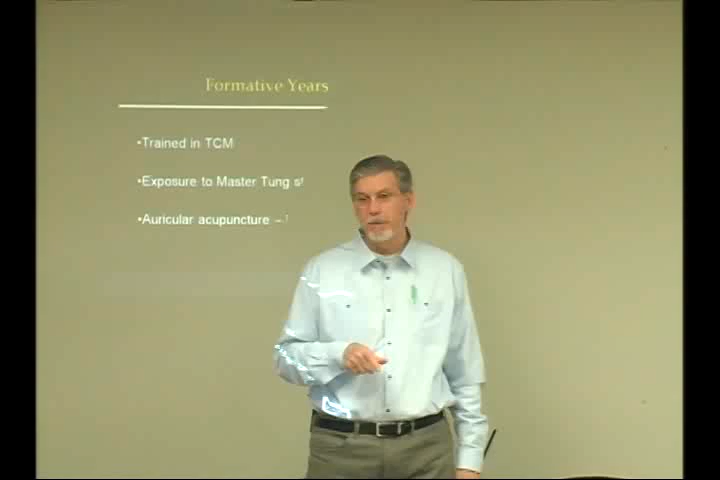 Formative Years
•Trained in TCM
•Exposure to Master Tung
•Auricular acupuncture –